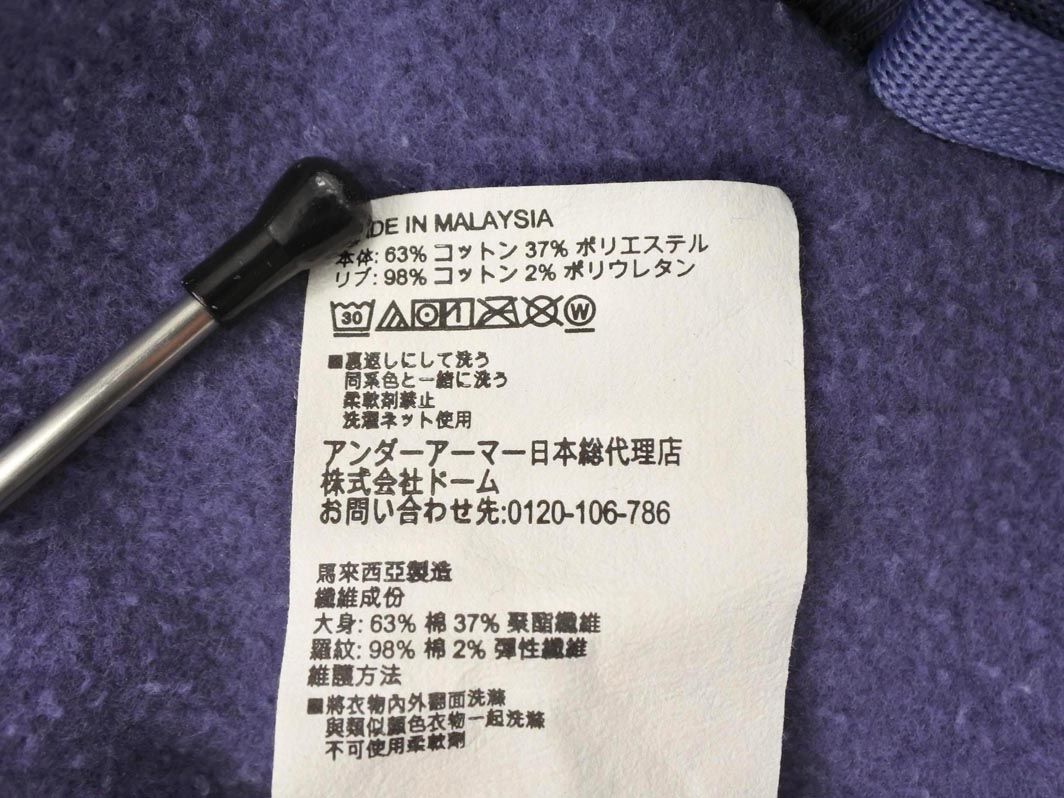 DE IN MALAYSIA
本体: 63% コットン 37% ポリエステル
リブ: 98% コットン 2% ポリウレタン
30 W
■裏返しにして洗う
同系色と一緒に洗う
柔軟剤禁止
洗濯ネット使用
アンダーアーマー日本総代理店
株式会社ドーム
お問い合わせ先:0120-106-786
馬來西亞製造
纖維成份
大身: 63% 棉 37% 聚酯纖維
羅紋: 98% 棉 2% 彈性纖維
維護方法
■將衣物內外翻面洗滌
與類似顏色衣物一起洗滌
不可使用柔軟劑